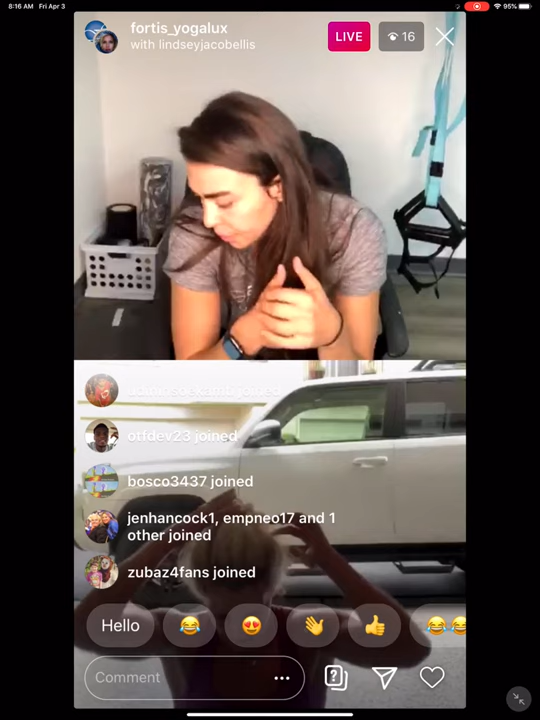 8:16 AM Fri Apr 3
95%
fortis_yogalux
with lindseyjacobellis
LIVE
16
otfdev23 joined
bosco3437 joined
jenhancock1, empneo17 and 1
other joined
zubaz4fans joined
Hello
Comment